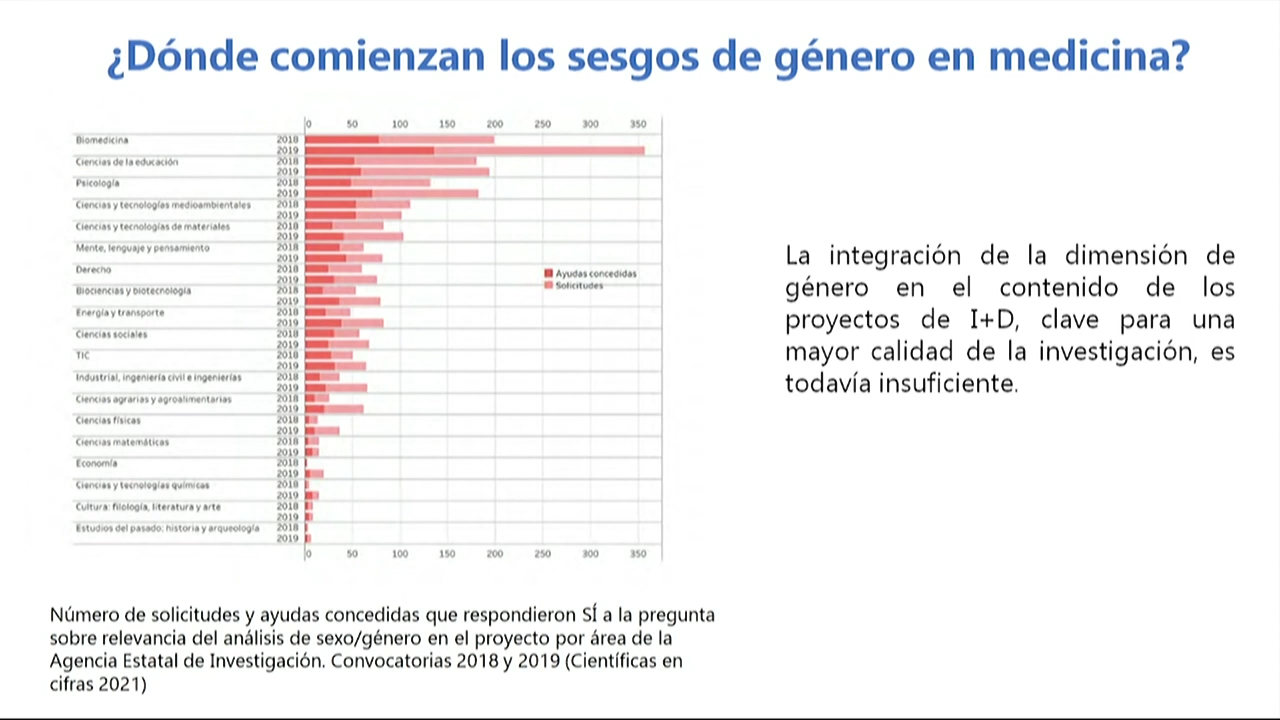 ¿Dónde comienzan los sesgos de género en medicina?
0 50 100 150 200 250 300 350
Biomedicina 2018
2019
Ciencias de la educación 2018
2019
Psicología 2018
2019
Ciencias y tecnologías medioambientales 2018
2019
Ciencias y tecnologías de materiales 2018
2019
Mente, lenguaje y pensamiento 2018
2019
Derecho 2018
2019
Biociencias y biotecnología 2018
2019
Energía y transporte 2018
2019
Ciencias sociales 2018
2019
TIC 2018
2019
Industrial, ingeniería civil e ingenierías 2018
2019
Ciencias agrarias y agroalimentarias 2018
2019
Ciencias físicas 2018
2019
Ciencias matemáticas 2018
2019
Economía 2018
2019
Ciencias y tecnologías químicas 2018
2019
Cultura: filología, literatura y arte 2018
2019
Estudios del pasado: historia y arqueología 2018
2019
0 50 100 150 200 250 300 350
Ayudas concedidas
Solicitudes
La integración de la dimensión de
género en el contenido de los
proyectos de I+D, clave para una
mayor calidad de la investigación, es
todavía insuficiente.
Número de solicitudes y ayudas concedidas que respondieron SÍ a la pregunta
sobre relevancia del análisis de sexo/género en el proyecto por área de la
Agencia Estatal de Investigación. Convocatorias 2018 y 2019 (Científicas en
cifras 2021)